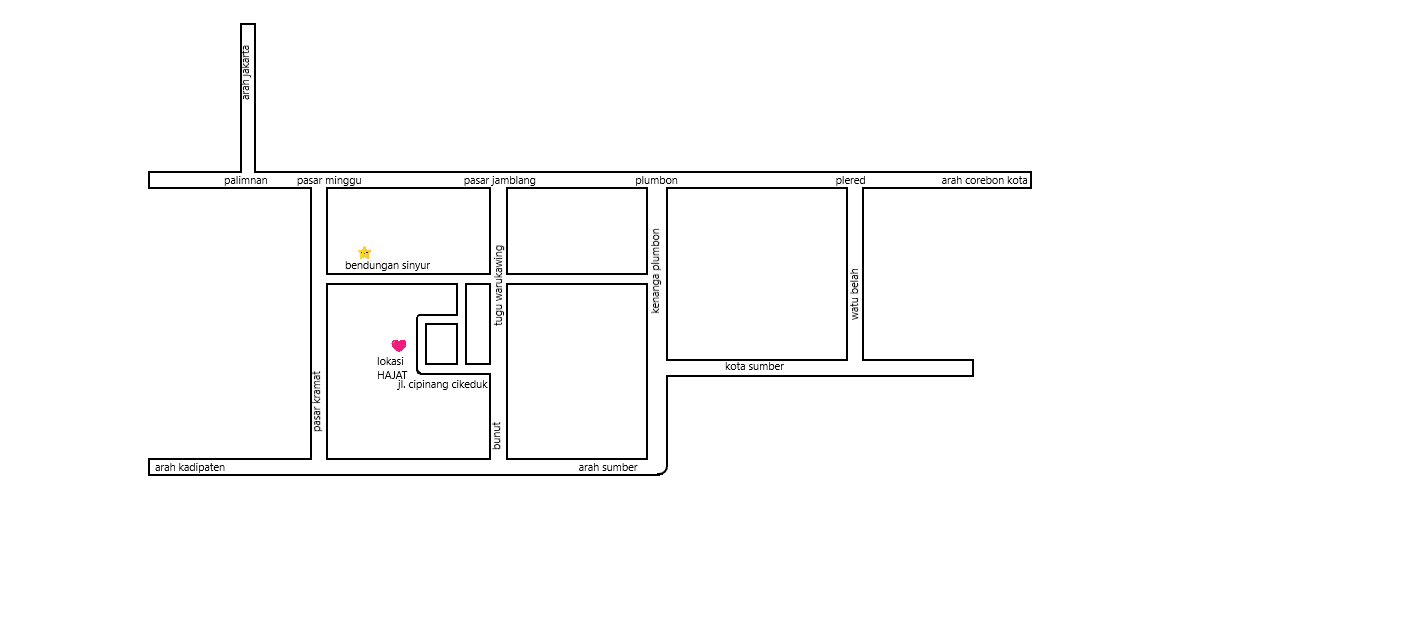 arah jakarta
palimnan
pasar minggu
pasar jamblang
plumbon
plered
arah corebon kota
bendungan sinyur
tugu warukawing
kenanga plumbon
watu belah
lokasi
HAJAT
jl. cipinang cikeduk
kota sumber
pasar kramat
bunut
arah kadipaten
arah sumber